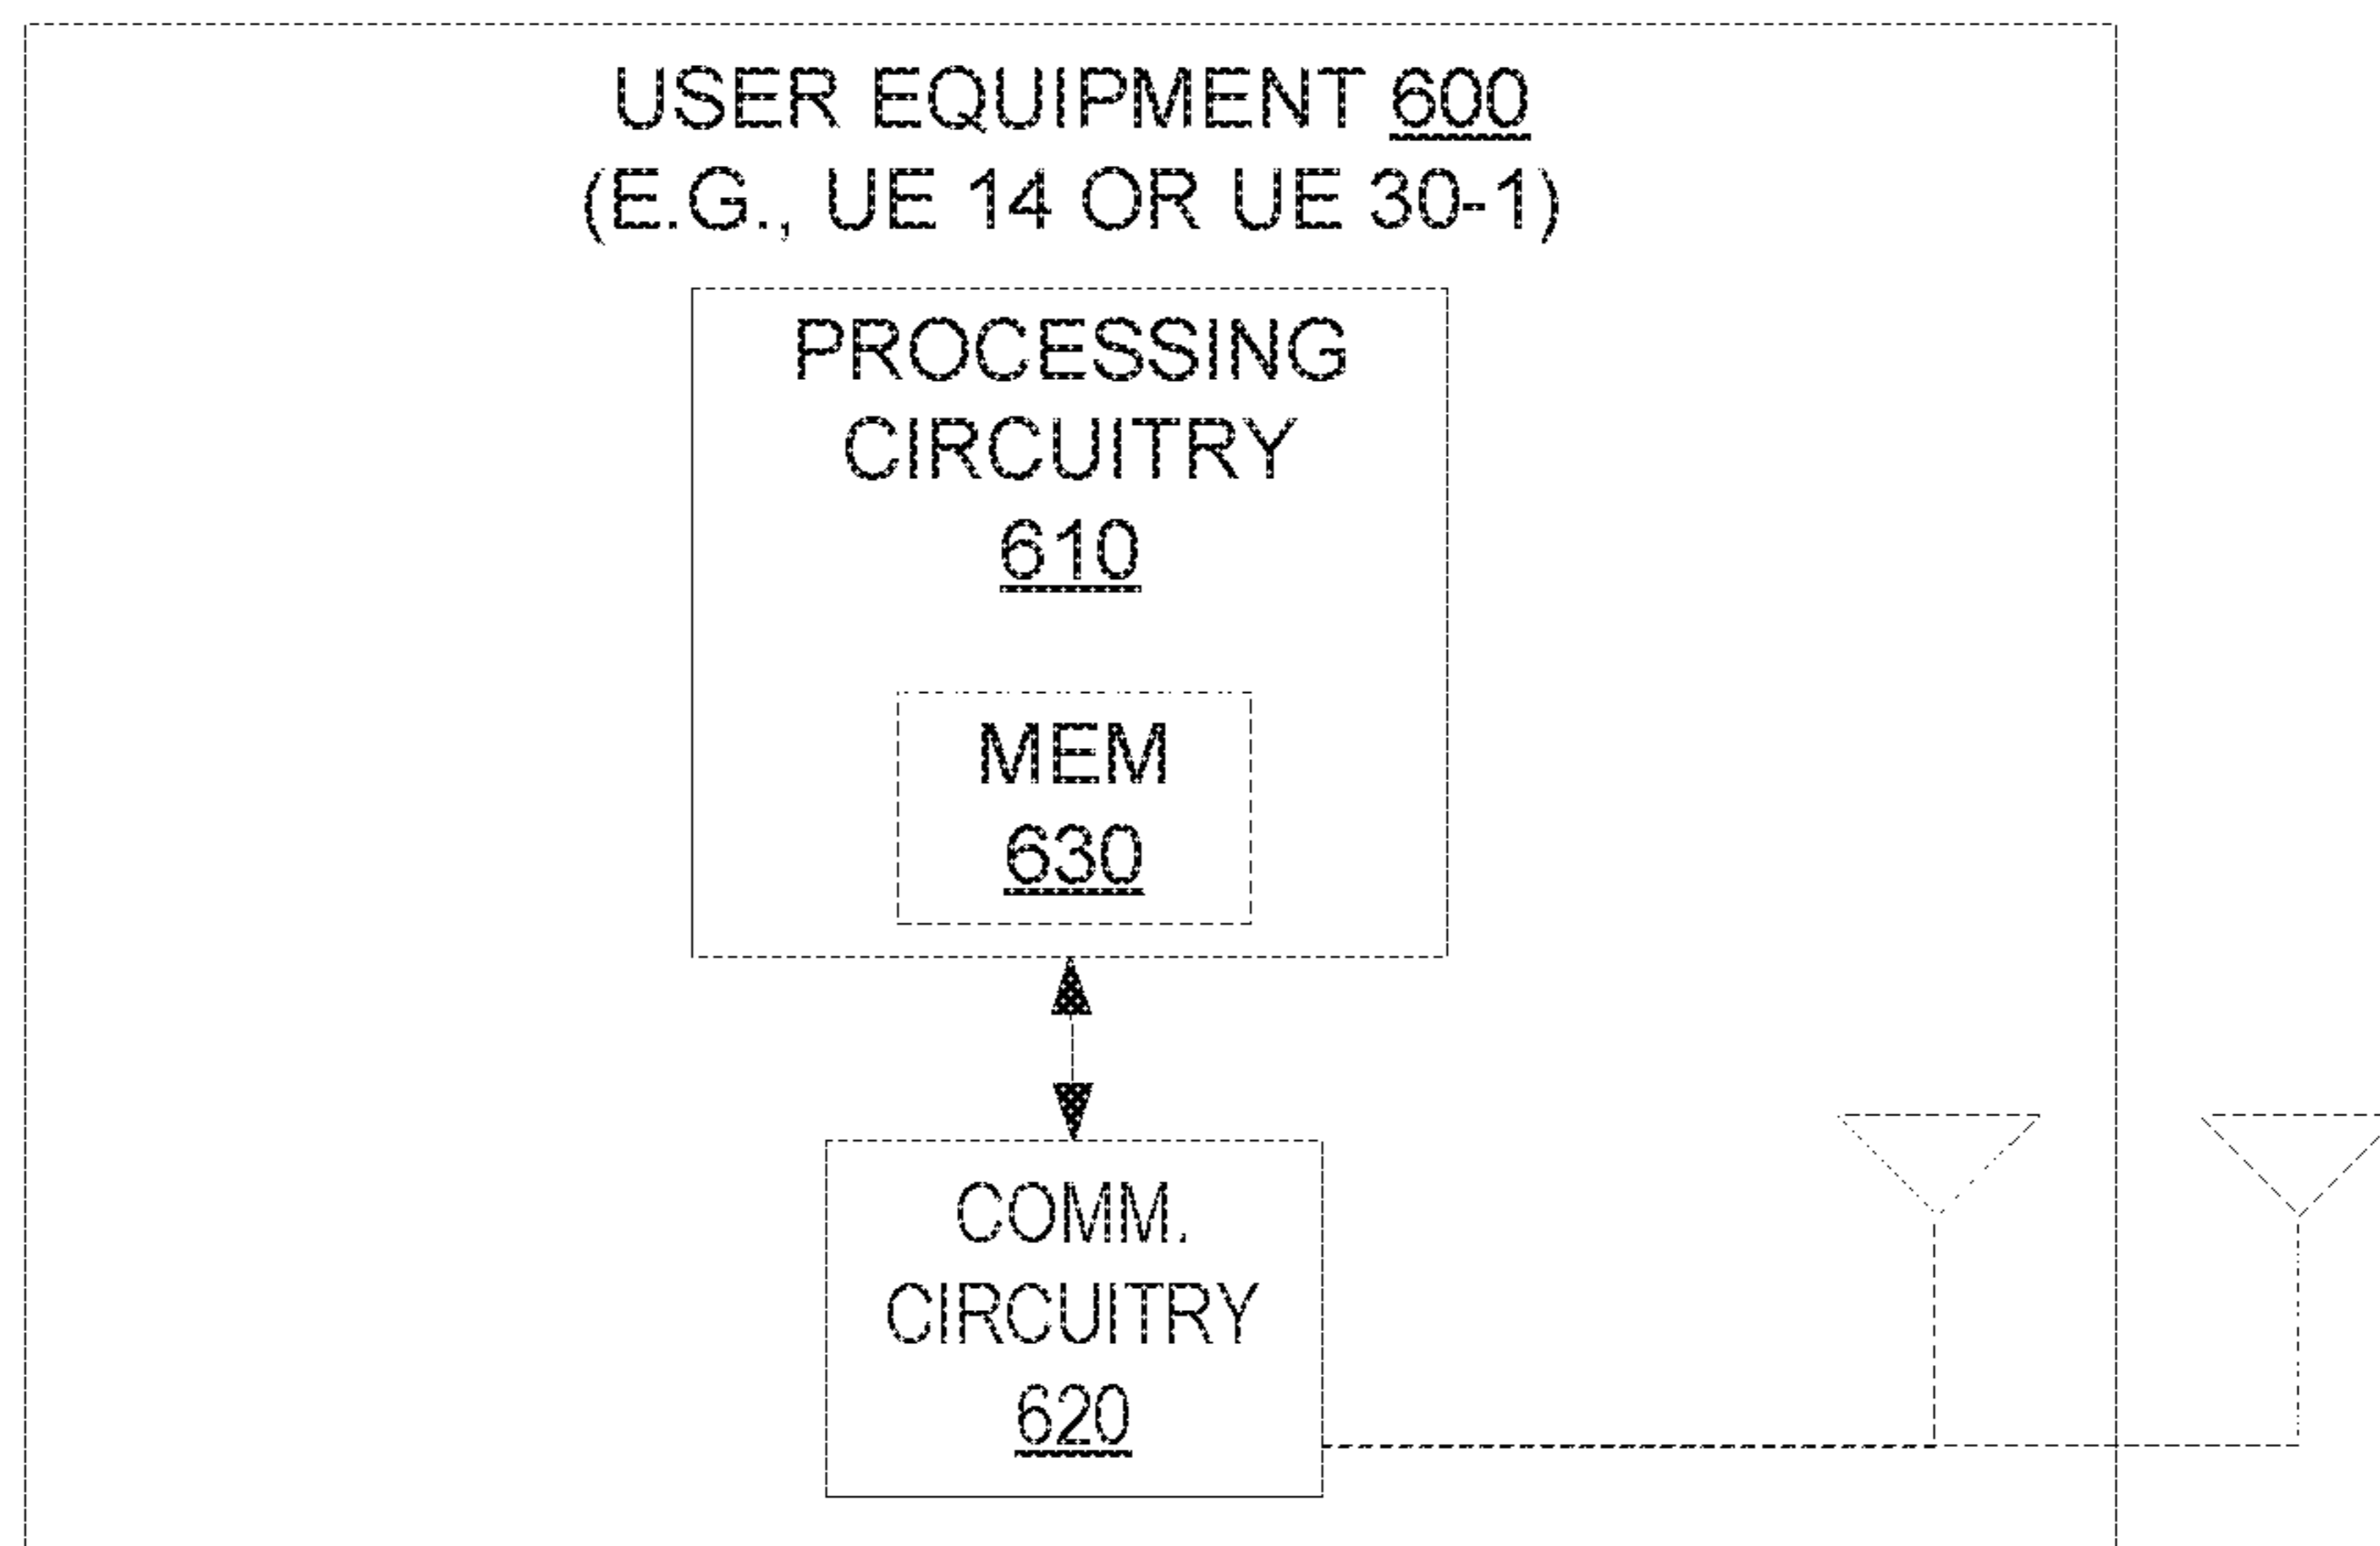 USER EQUIPMENT 600
(E.G., UE 14 OR UE 30-1)
PROCESSING
CIRCUITRY
610
MEM
630
COMM.
CIRCUITRY
620